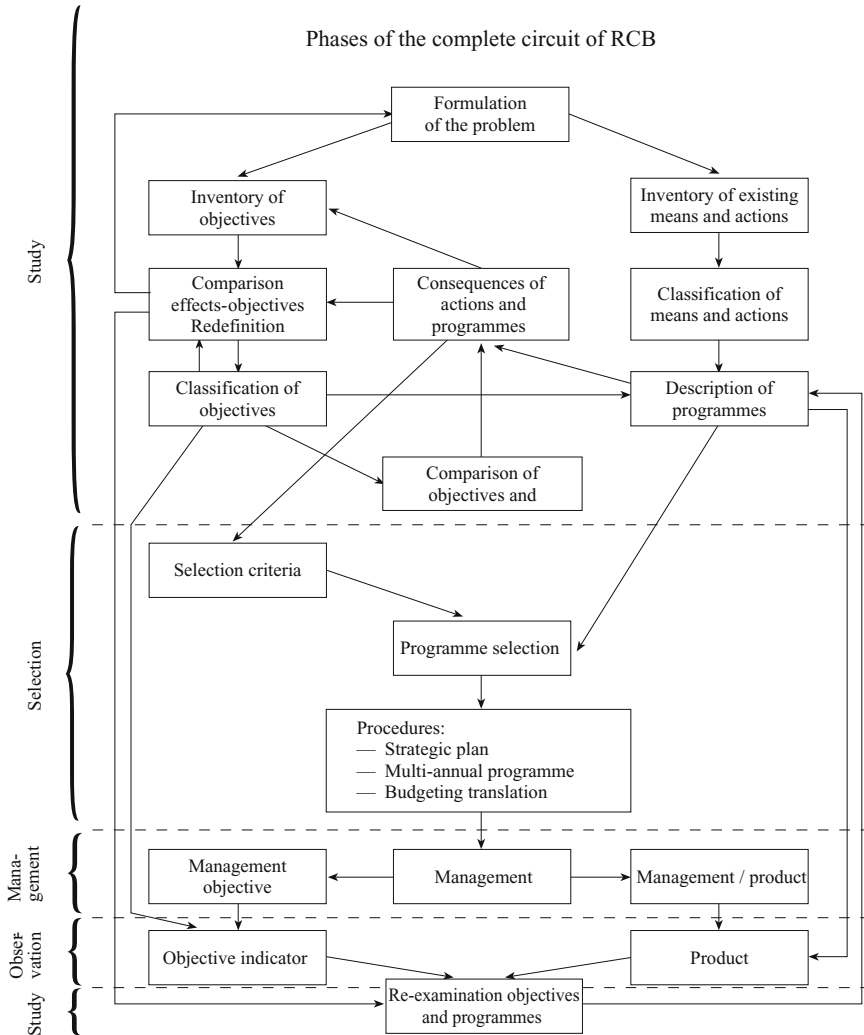 Phases of the complete circuit of RCB
Formulation
of the problem
Inventory of
objectives
Inventory of existing
means and actions
Study
Comparison
effects-objectives
Redefinition
Consequences of
actions and
programmes
Classification of
means and actions
Classification of
objectives
Description of
programmes
Comparison of
objectives and
Selection
Selection criteria
Programme selection
Procedures:
— Strategic plan
— Multi-annual programme
— Budgeting translation
Mana-
gement
Management
objective
Management
Management / product
Obser-
vation
Objective indicator
Product
Study
Re-examination objectives
and programmes